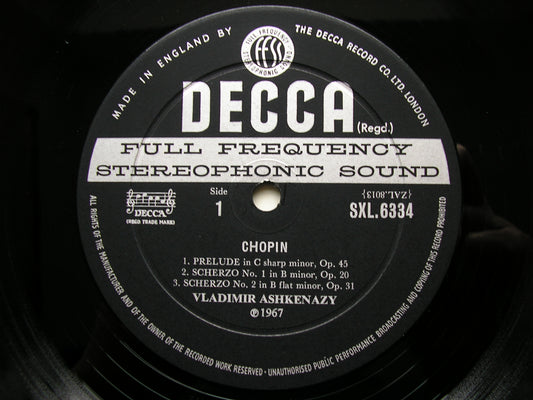 MADE IN ENGLAND BY
FULL FREQUENCY
FFSS
STEREOPHONIC SOUND
THE DECCA RECORD CO. LTD. LONDON
DECCA
(Regd.)
FULL FREQUENCY
STEREOPHONIC SOUND
DECCA
(REGD TRADE MARK)
Side
1
{ZAL.8013}
SXL.6334
CHOPIN
1. PRELUDE in C sharp minor, Op. 45
2. SCHERZO No. 1 in B minor, Op. 20
3. SCHERZO No. 2 in B flat minor, Op. 31
VLADIMIR ASHKENAZY
℗1967
ALL RIGHTS OF THE MANUFACTURER AND OF THE OWNER OF THE RECORDED WORK RESERVED · UNAUTHORISED PUBLIC PERFORMANCE BROADCASTING AND COPYING OF THIS RECORD PROHIBITED